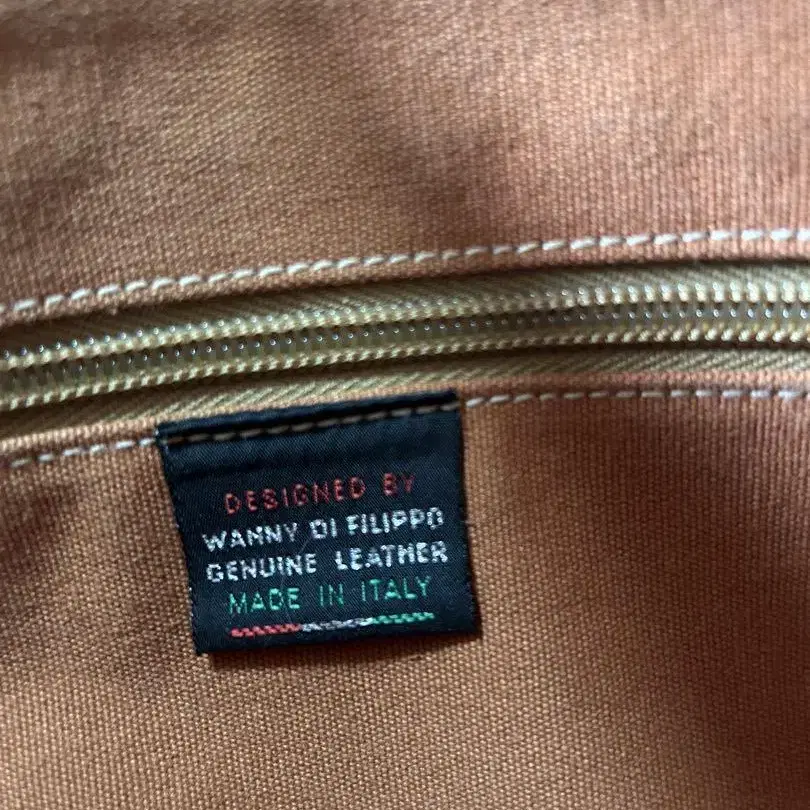 DESIGNED BY
WANNY DI FILIPPO
GENUINE LEATHER
MADE IN ITALY